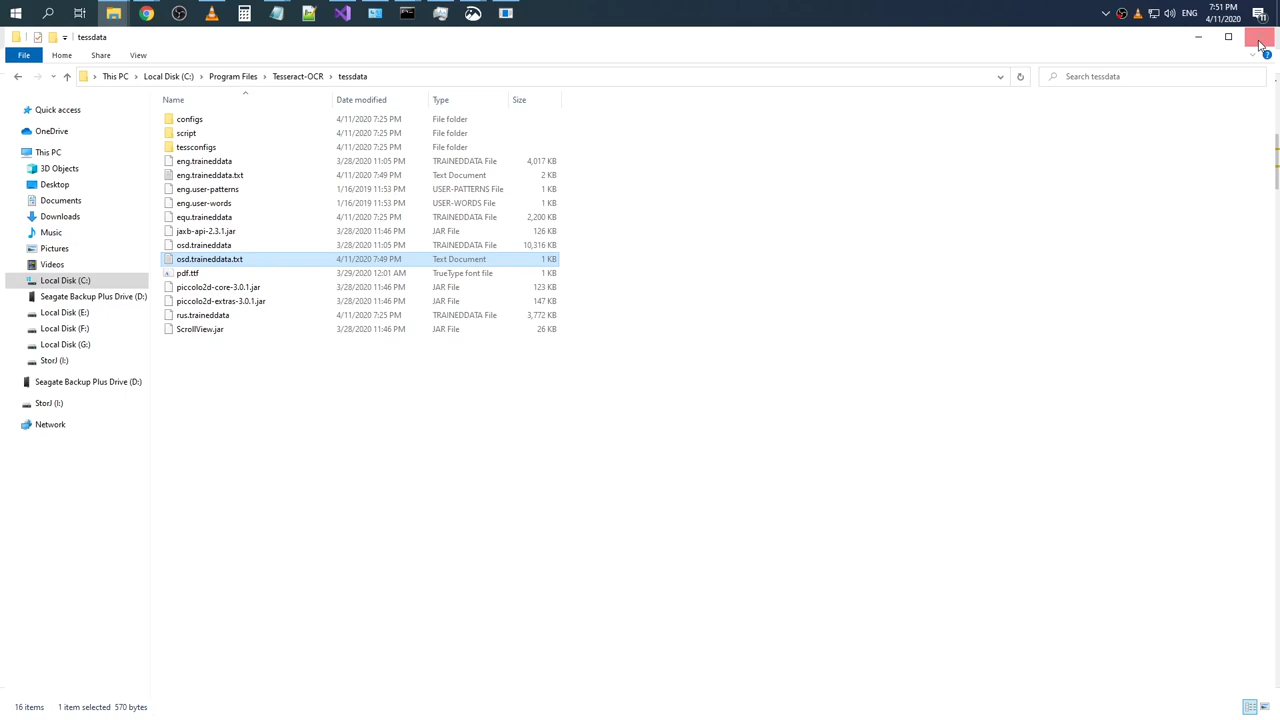 7:51 PM
ENG
4/11/2020
tessdata
File
Home
Share
View
This PC
Local Disk (C:)
Program Files
Tesseract-OCR
tessdata
Search tessdata
Name
Date modified
Type
Size
Quick access
OneDrive
This PC
3D Objects
Desktop
Documents
Downloads
Music
Pictures
Videos
Local Disk (C:)
Seagate Backup Plus Drive (D:)
Local Disk (E:)
Local Disk (F:)
Local Disk (G:)
StorJ (I:)
Seagate Backup Plus Drive (D:)
StorJ (I:)
Network
configs 4/11/2020 7:25 PM File folder
script 4/11/2020 7:25 PM File folder
tessconfigs 4/11/2020 7:25 PM File folder
eng.traineddata 3/28/2020 11:05 PM TRAINEDDATA File 4,017 KB
eng.traineddata.txt 4/11/2020 7:49 PM Text Document 2 KB
eng.user-patterns 1/16/2019 11:53 PM USER-PATTERNS File 1 KB
eng.user-words 1/16/2019 11:53 PM USER-WORDS File 1 KB
equ.traineddata 4/11/2020 7:25 PM TRAINEDDATA File 2,200 KB
jaxb-api-2.3.1.jar 3/28/2020 11:46 PM JAR File 126 KB
osd.traineddata 3/28/2020 11:05 PM TRAINEDDATA File 10,316 KB
osd.traineddata.txt 4/11/2020 7:49 PM Text Document 1 KB
pdf.ttf 3/29/2020 12:01 AM TrueType font file 1 KB
piccolo2d-core-3.0.1.jar 3/28/2020 11:46 PM JAR File 123 KB
piccolo2d-extras-3.0.1.jar 3/28/2020 11:46 PM JAR File 147 KB
rus.traineddata 4/11/2020 7:25 PM TRAINEDDATA File 3,772 KB
ScrollView.jar 3/28/2020 11:46 PM JAR File 26 KB
16 items 1 item selected 570 bytes